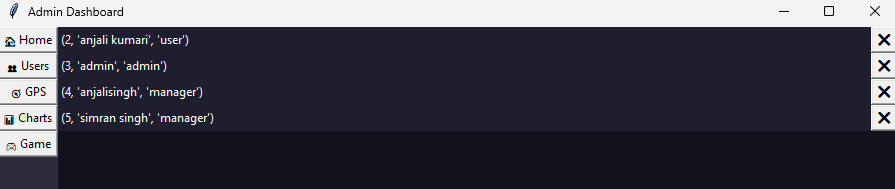 Admin Dashboard
Home (2, 'anjali kumari', 'user') ✕
Users (3, 'admin', 'admin') ✕
GPS (4, 'anjalisingh', 'manager') ✕
Charts (5, 'simran singh', 'manager') ✕
Game